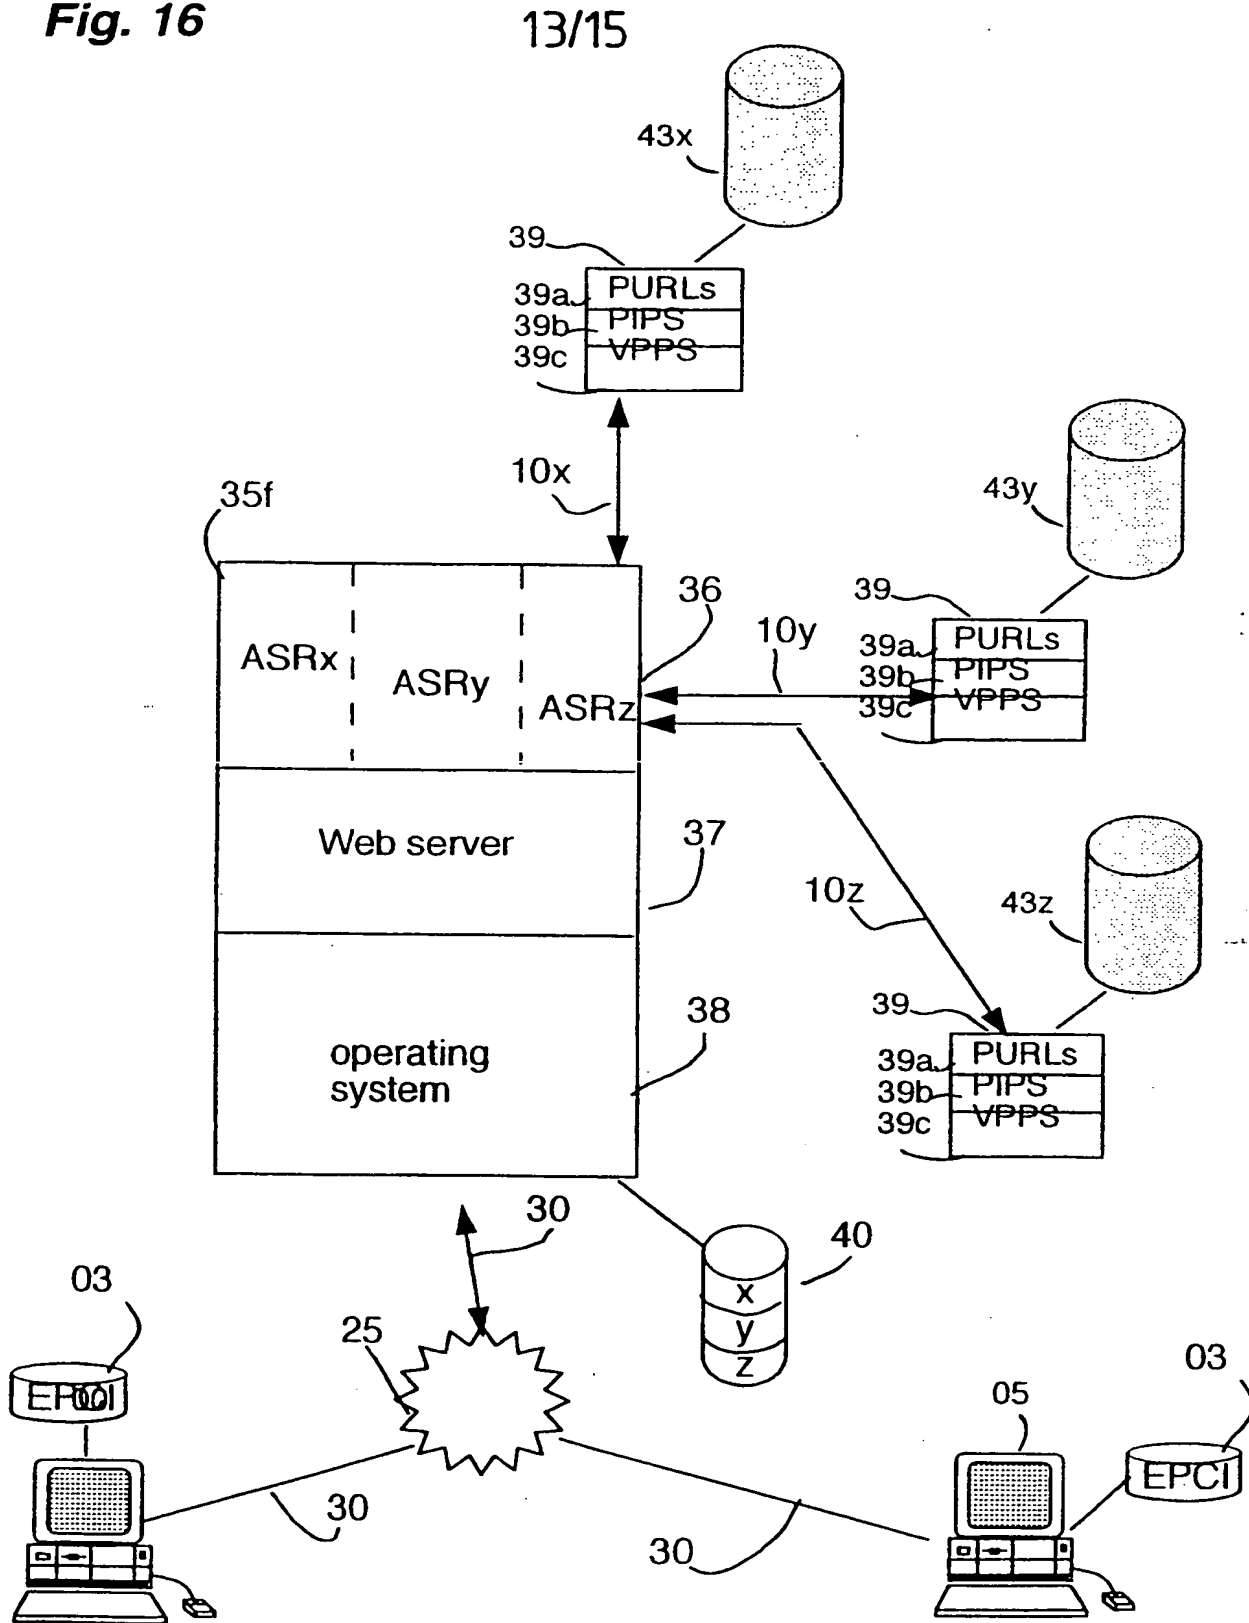 Fig. 16
13/15
43x
39
PURLs
39a
PIPS
39b
VPPS
39c
10x
35f
43y
36
39
10y
PURLs
39a
ASRx
PIPS
39b
ASRy
VPPS
39c
ASRz
Web server
37
10z
43z
39
38
PURLs
39a
operating
system
PIPS
39b
VPPS
39c
30
40
03
x
25
y
z
03
05
EPCI
30
30